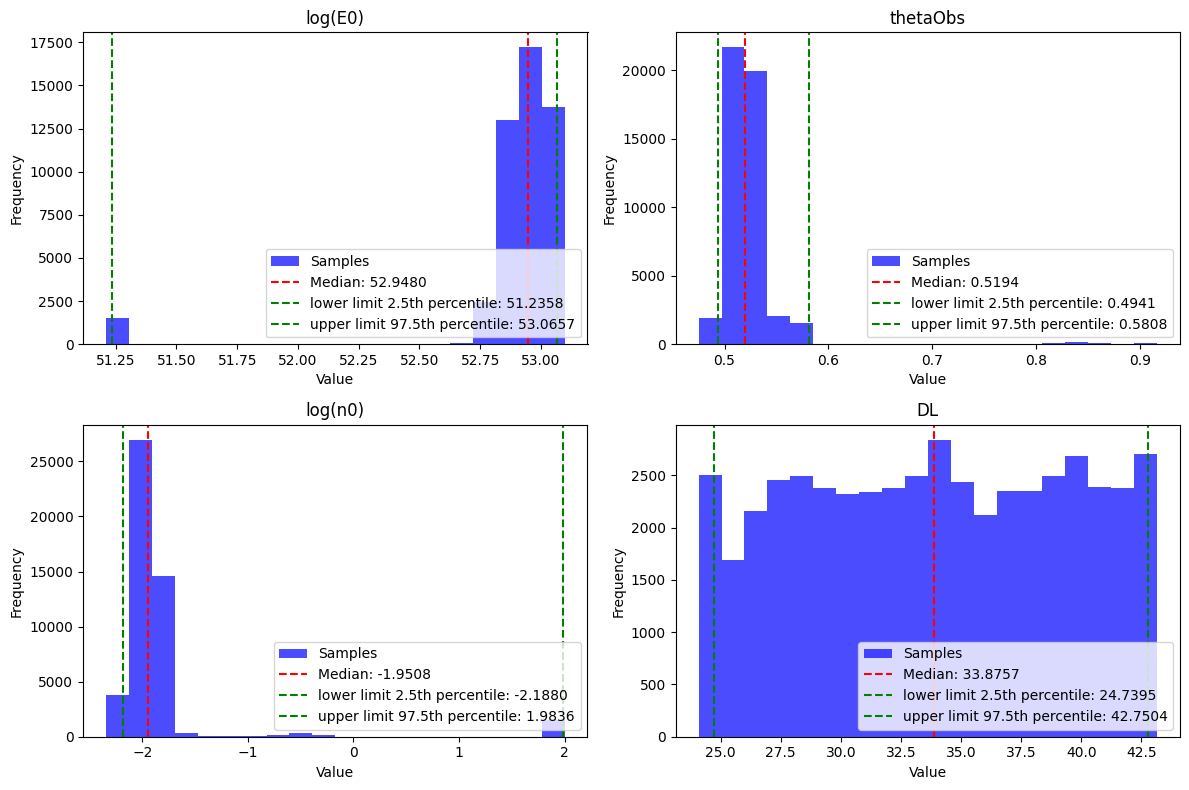 log(E0)
17500
15000
12500
10000
7500
5000
2500
0
Frequency
51.25
51.50
51.75
52.00
52.25
52.50
52.75
53.00
Value
Samples
Median: 52.9480
lower limit 2.5th percentile: 51.2358
upper limit 97.5th percentile: 53.0657
thetaObs
20000
15000
10000
5000
0
Frequency
0.5
0.6
0.7
0.8
0.9
Value
Samples
Median: 0.5194
lower limit 2.5th percentile: 0.4941
upper limit 97.5th percentile: 0.5808
log(n0)
25000
20000
15000
10000
5000
0
Frequency
−2
−1
0
1
2
Value
Samples
Median: -1.9508
lower limit 2.5th percentile: -2.1880
upper limit 97.5th percentile: 1.9836
DL
2500
2000
1500
1000
500
0
Frequency
25.0
27.5
30.0
32.5
35.0
37.5
40.0
42.5
Value
Samples
Median: 33.8757
lower limit 2.5th percentile: 24.7395
upper limit 97.5th percentile: 42.7504